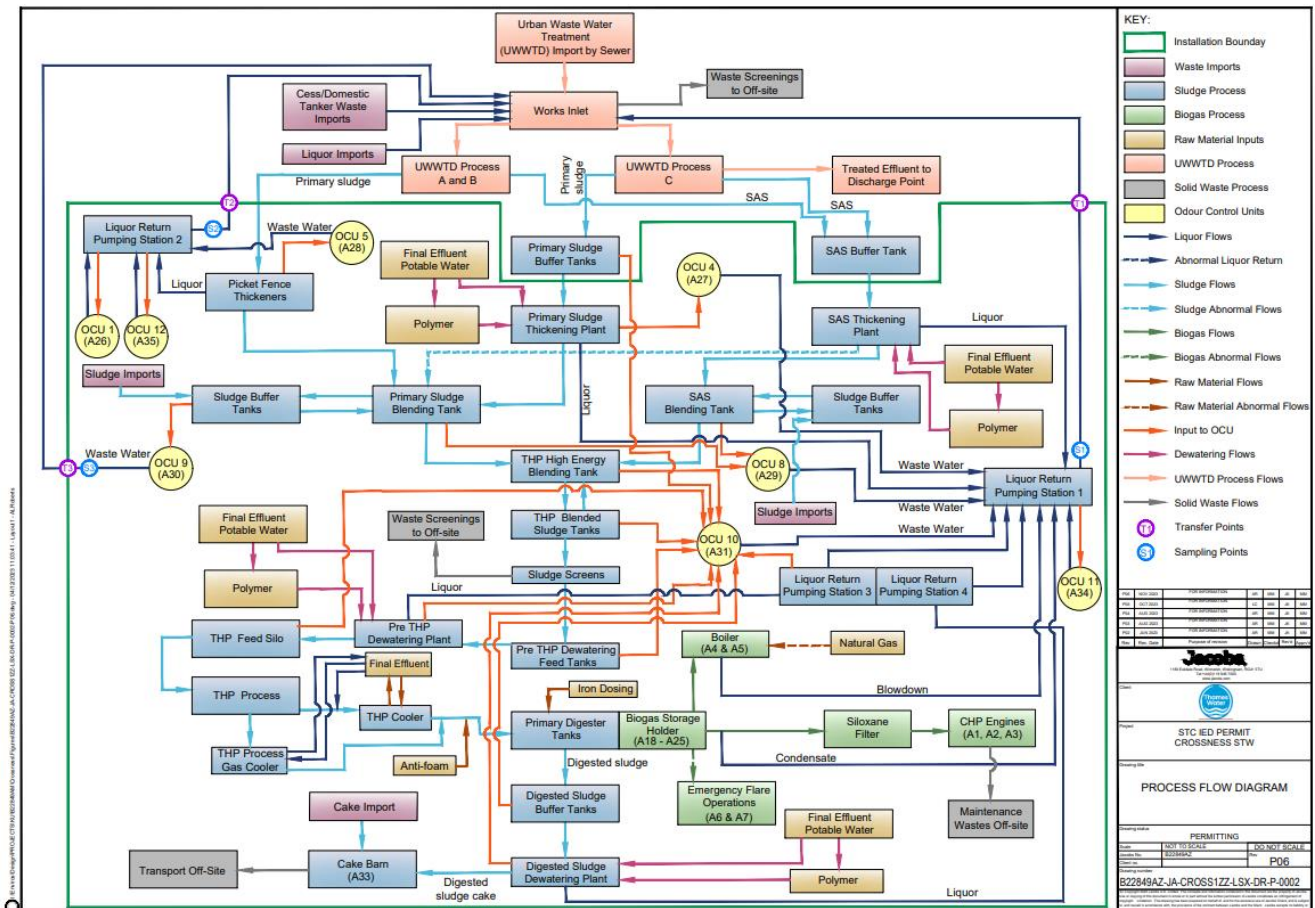 Urban Waste Water
Treatment
(UWWTD) Import by Sewer
Waste Screenings
to Off-site
Cess/Domestic
Tanker Waste
Imports
Works Inlet
Liquor Imports
UWWTD Process
A and B
UWWTD Process
C
Treated Effluent to
Discharge Point
Primary sludge
Primary
sludge
SAS
SAS
T2
T1
Liquor Return
Pumping Station 2
S2
Waste Water
OCU 5
(A28)
Primary Sludge
Buffer Tanks
SAS Buffer Tank
Final Effluent
Potable Water
OCU 4
(A27)
Liquor
Picket Fence
Thickeners
OCU 1
(A26)
OCU 12
(A35)
Polymer
Primary Sludge
Thickening Plant
SAS Thickening
Plant
Liquor
Final Effluent
Potable Water
Sludge Imports
Sludge Buffer
Tanks
Primary Sludge
Blending Tank
Liquor
SAS
Blending Tank
Sludge Buffer
Tanks
Polymer
Waste Water
T3
S3
OCU 9
(A30)
THP High Energy
Blending Tank
OCU 8
(A29)
Waste Water
S1
Liquor Return
Pumping Station 1
Waste Water
Sludge Imports
Final Effluent
Potable Water
Waste Screenings
to Off-site
THP Blended
Sludge Tanks
OCU 10
(A31)
Waste Water
Polymer
Liquor
Sludge Screens
Liquor Return
Pumping Station 3
Liquor Return
Pumping Station 4
OCU 11
(A34)
THP Feed Silo
Pre THP
Dewatering Plant
Pre THP Dewatering
Feed Tanks
Boiler
(A4 & A5)
Natural Gas
Final Effluent
THP Process
Iron Dosing
Blowdown
THP Cooler
Primary Digester
Tanks
Biogas Storage
Holder
(A18 - A25)
Siloxane
Filter
CHP Engines
(A1, A2, A3)
THP Process
Gas Cooler
Anti-foam
Digested sludge
Condensate
Cake Import
Digested Sludge
Buffer Tanks
Emergency Flare
Operations
(A6 & A7)
Final Effluent
Potable Water
Maintenance
Wastes Off-site
Transport Off-Site
Cake Barn
(A33)
Digested
sludge cake
Digested Sludge
Dewatering Plant
Polymer
Liquor
KEY:
Installation Boundary
Waste Imports
Sludge Process
Biogas Process
Raw Material Inputs
UWWTD Process
Solid Waste Process
Odour Control Units
Liquor Flows
Abnormal Liquor Return
Sludge Flows
Sludge Abnormal Flows
Biogas Flows
Biogas Abnormal Flows
Raw Material Flows
Raw Material Abnormal Flows
Input to OCU
Dewatering Flows
UWWTD Process Flows
Solid Waste Flows
T1 Transfer Points
S1 Sampling Points
Jacobs
Client
Thames
Water
Project
STC IED PERMIT
CROSSNESS STW
Drawing title
PROCESS FLOW DIAGRAM
Drawing status
PERMITTING
Scale NOT TO SCALE DO NOT SCALE
Jacobs No. B22849AZ Rev
Client no. P06
Drawing number
B22849AZ-JA-CROSS1ZZ-LSX-DR-P-0002